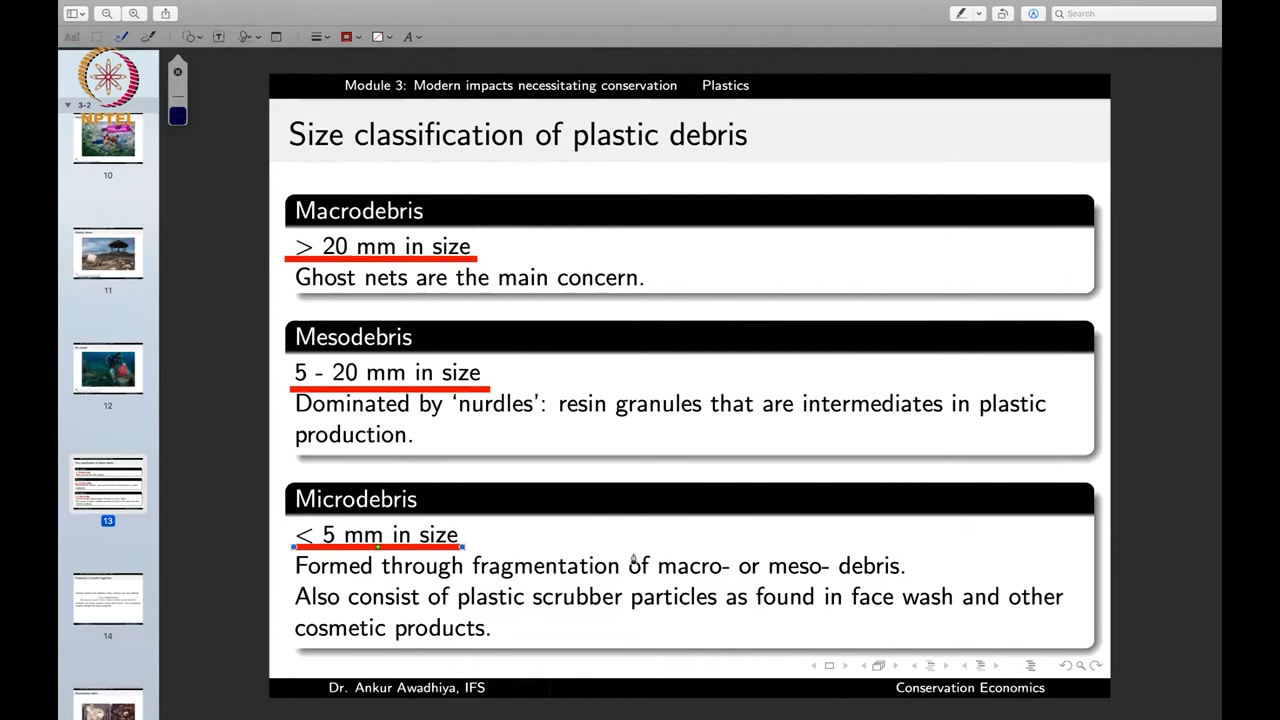 Search
NPTEL
3-2
10
11
12
13
14
Module 3: Modern impacts necessitating conservation Plastics
Size classification of plastic debris
Macrodebris
> 20 mm in size
Ghost nets are the main concern.
Mesodebris
5 - 20 mm in size
Dominated by ‘nurdles’: resin granules that are intermediates in plastic
production.
Microdebris
< 5 mm in size
Formed through fragmentation of macro- or meso- debris.
Also consist of plastic scrubber particles as found in face wash and other
cosmetic products.
Dr. Ankur Awadhiya, IFS Conservation Economics